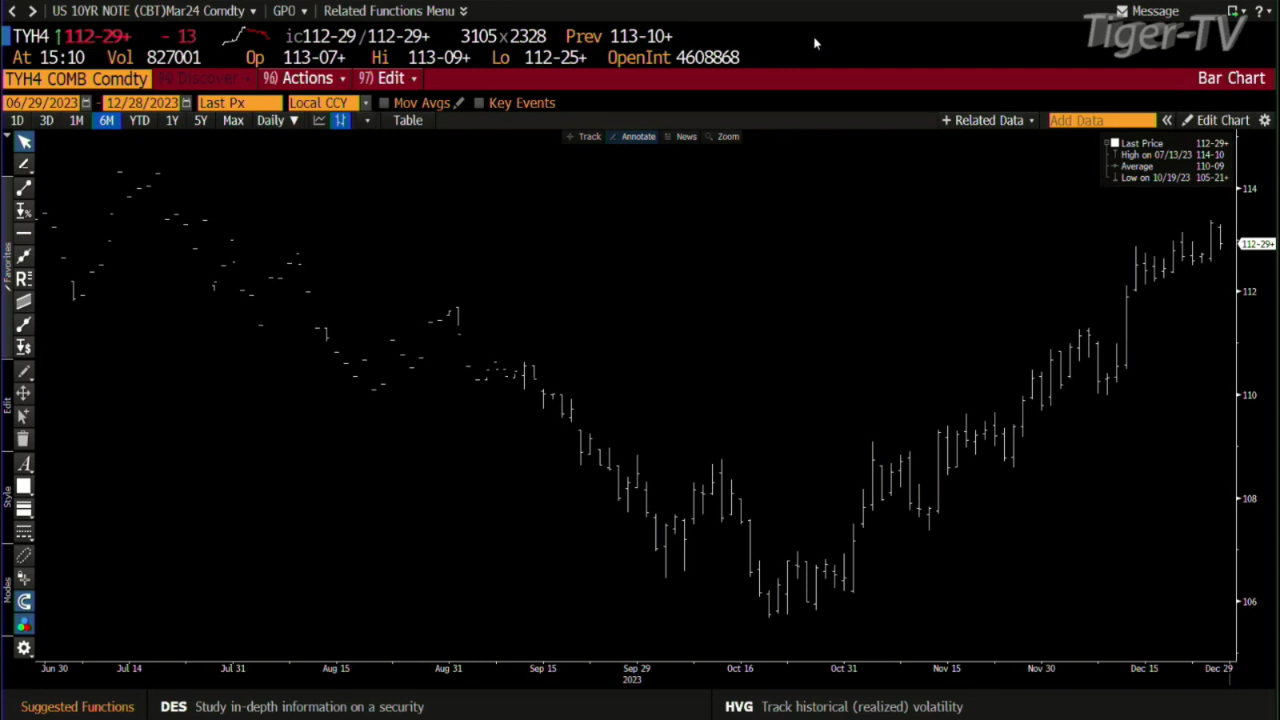 US 10YR NOTE (CBT)Mar24 Comdty GPO Related Functions Menu Message ?
Tiger-TV
TYH4 112-29+ - 13 ic112-29/112-29+ 3105x2328 Prev 113-10+
At 15:10 Vol 827001 Op 113-07+ Hi 113-09+ Lo 112-25+ OpenInt 4608868
TYH4 COMB Comdty 94) Discover 96) Actions 97) Edit Bar Chart
06/29/2023 - 12/28/2023 Last Px Local CCY Mov Avgs Key Events
1D 3D 1M 6M YTD 1Y 5Y Max Daily Table + Related Data Add Data Edit Chart
Track Annotate News Zoom
Last Price 112-29+
High on 07/13/23 114-10
Average 110-09
Low on 10/19/23 105-21+
114
112-29+
112
110
108
106
Favorites
Edit
Style
Modes
Jun 30 Jul 14 Jul 31 Aug 15 Aug 31 Sep 15 Sep 29 Oct 16 Oct 31 Nov 15 Nov 30 Dec 15 Dec 29
2023
Suggested Functions DES Study in-depth information on a security HVG Track historical (realized) volatility